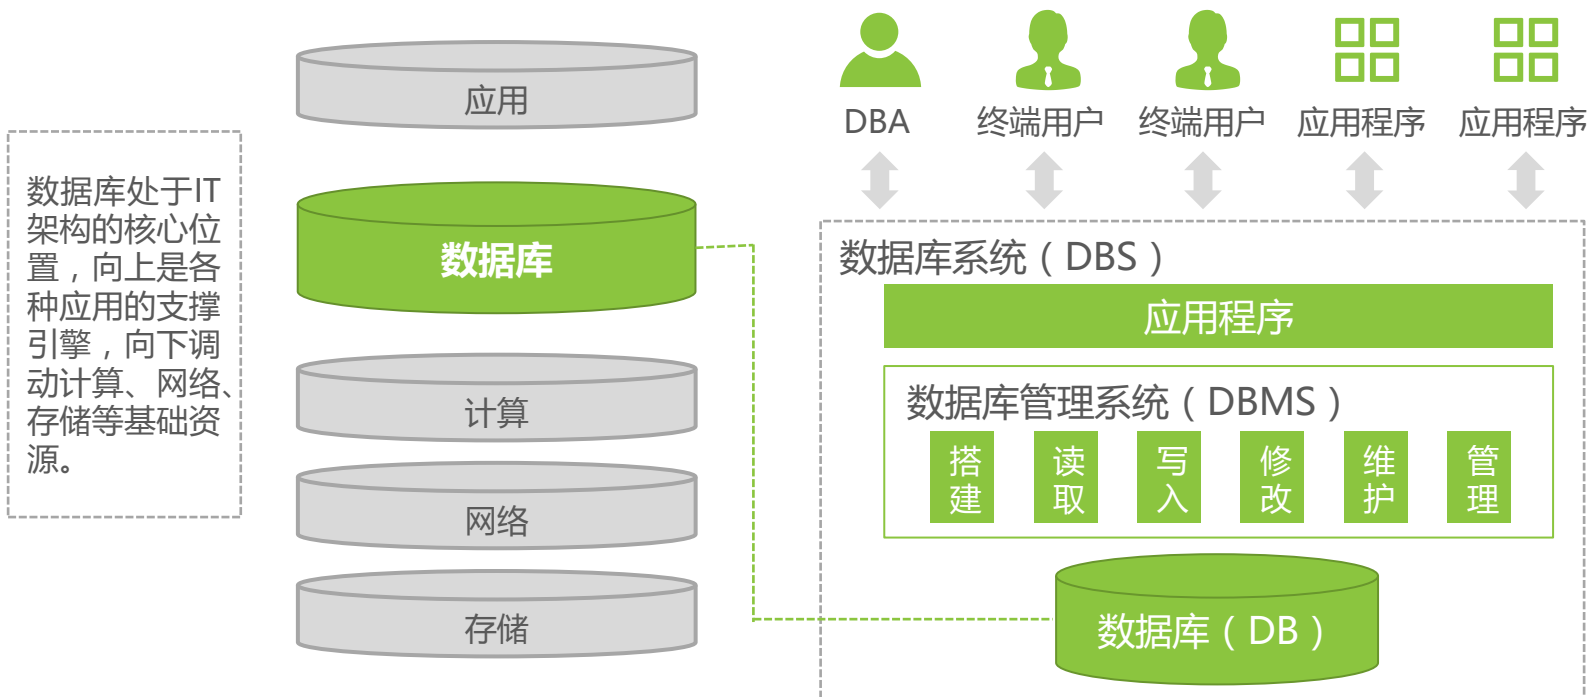 数据库处于IT
架构的核心位
置，向上是各
种应用的支撑
引擎，向下调
动计算、网络、
存储等基础资
源。
应用
数据库
计算
网络
存储
DBA
终端用户
终端用户
应用程序
应用程序
数据库系统（DBS）
应用程序
数据库管理系统（DBMS）
搭建
读取
写入
修改
维护
管理
数据库（DB）